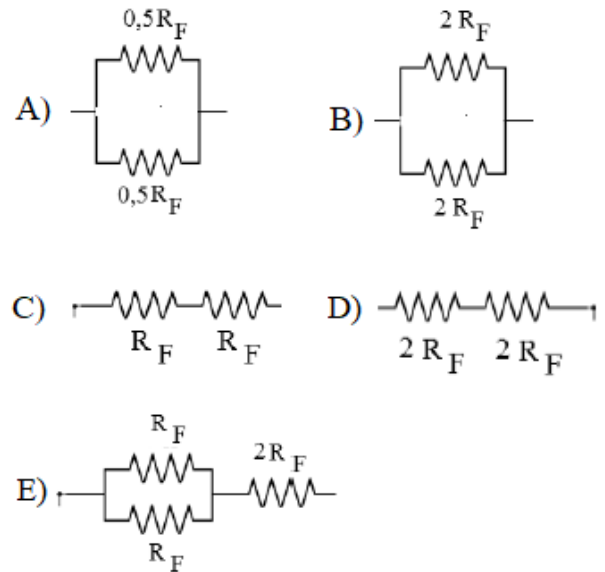 0,5R_F
A)
0,5R_F
2 R_F
B)
2 R_F
C)
R_F R_F
D)
2 R_F 2 R_F
R_F
2R_F
E)
R_F